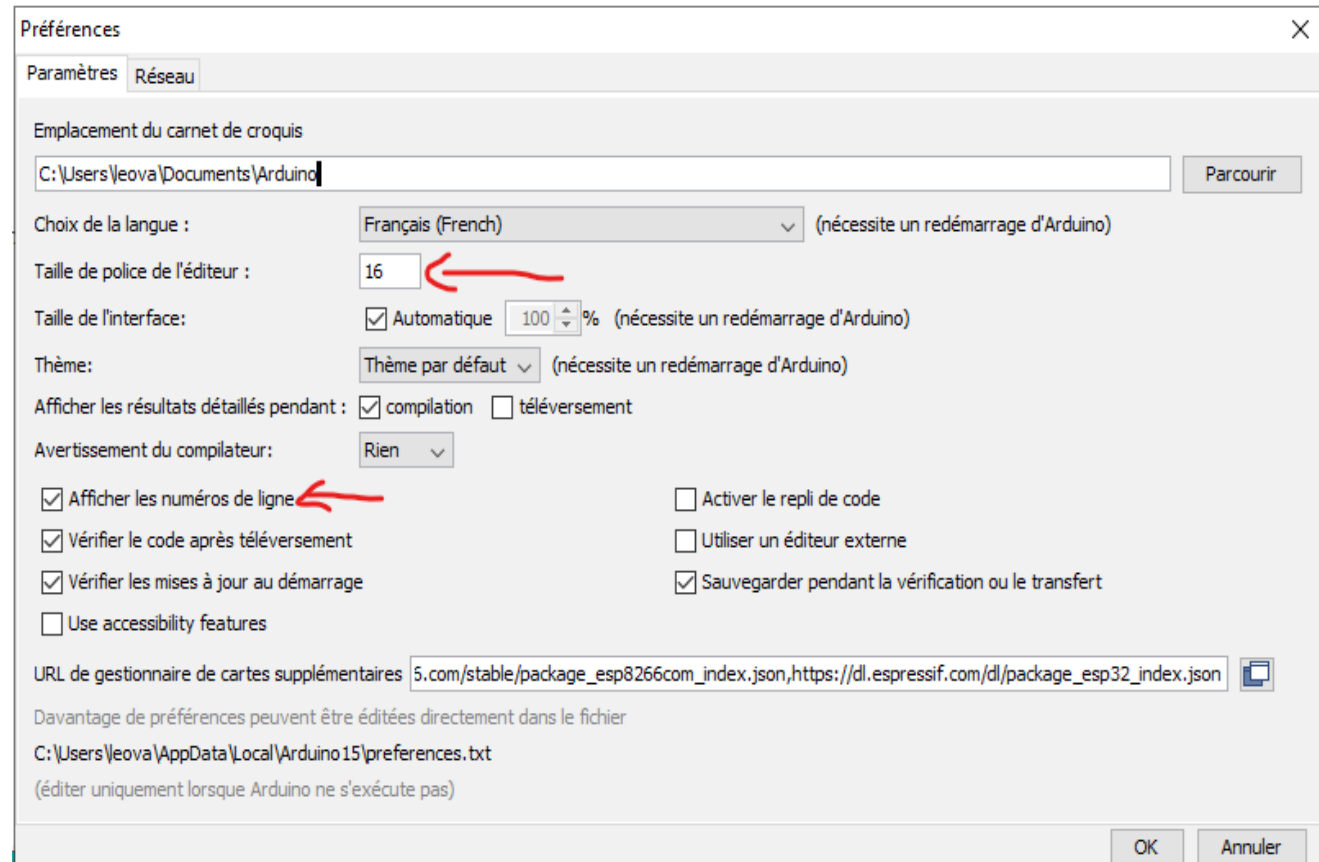 Préférences
Paramètres Réseau
Emplacement du carnet de croquis
C:\Users\leova\Documents\Arduino Parcourir
Choix de la langue : Français (French) (nécessite un redémarrage d'Arduino)
Taille de police de l'éditeur : 16
Taille de l'interface: Automatique 100 % (nécessite un redémarrage d'Arduino)
Thème: Thème par défaut (nécessite un redémarrage d'Arduino)
Afficher les résultats détaillés pendant : compilation téléversement
Avertissement du compilateur: Rien
Afficher les numéros de ligne Activer le repli de code
Vérifier le code après téléversement Utiliser un éditeur externe
Vérifier les mises à jour au démarrage Sauvegarder pendant la vérification ou le transfert
Use accessibility features
URL de gestionnaire de cartes supplémentaires 6.com/stable/package_esp8266com_index.json,https://dl.espressif.com/dl/package_esp32_index.json
Davantage de préférences peuvent être éditées directement dans le fichier
C:\Users\leova\AppData\Local\Arduino15\preferences.txt
(éditer uniquement lorsque Arduino ne s'exécute pas)
OK Annuler